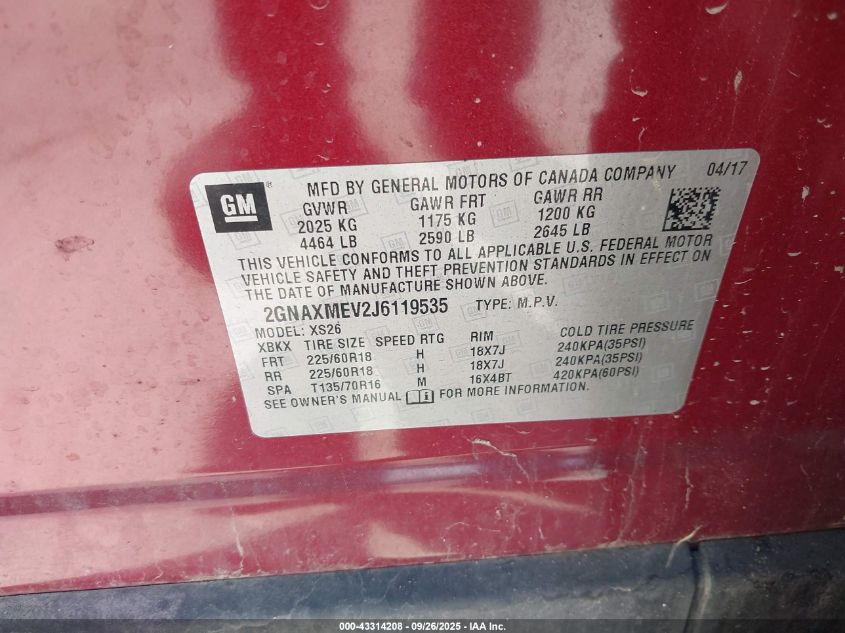 GM
MFD BY GENERAL MOTORS OF CANADA COMPANY 04/17
GVWR GAWR FRT GAWR RR
2025 KG 1175 KG 1200 KG
4464 LB 2590 LB 2645 LB
THIS VEHICLE CONFORMS TO ALL APPLICABLE U.S. FEDERAL MOTOR
VEHICLE SAFETY AND THEFT PREVENTION STANDARDS IN EFFECT ON
THE DATE OF MANUFACTURE SHOWN ABOVE.
2GNAXMEV2J6119535 TYPE: M.P.V.
MODEL: XS26
XBKX TIRE SIZE SPEED RTG RIM COLD TIRE PRESSURE
FRT 225/60R18 H 18X7J 240KPA(35PSI)
RR 225/60R18 H 18X7J 240KPA(35PSI)
SPA T135/70R16 M 16X4BT 420KPA(60PSI)
SEE OWNER'S MANUAL FOR MORE INFORMATION.
000-43314208 - 09/26/2025 - IAA Inc.